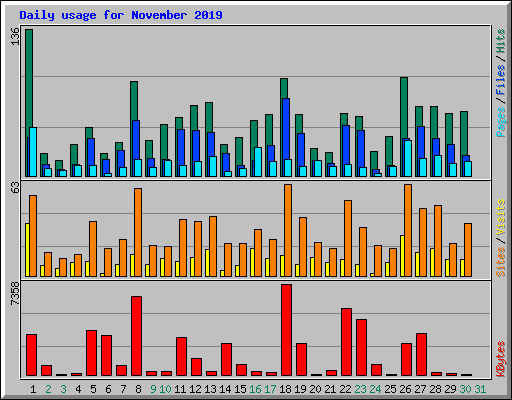 Daily usage for November 2019
136
Pages / Files / Hits
63
Sites / Visits
7358
KBytes
1 2 3 4 5 6 7 8 9 10 11 12 13 14 15 16 17 18 19 20 21 22 23 24 25 26 27 28 29 30 31